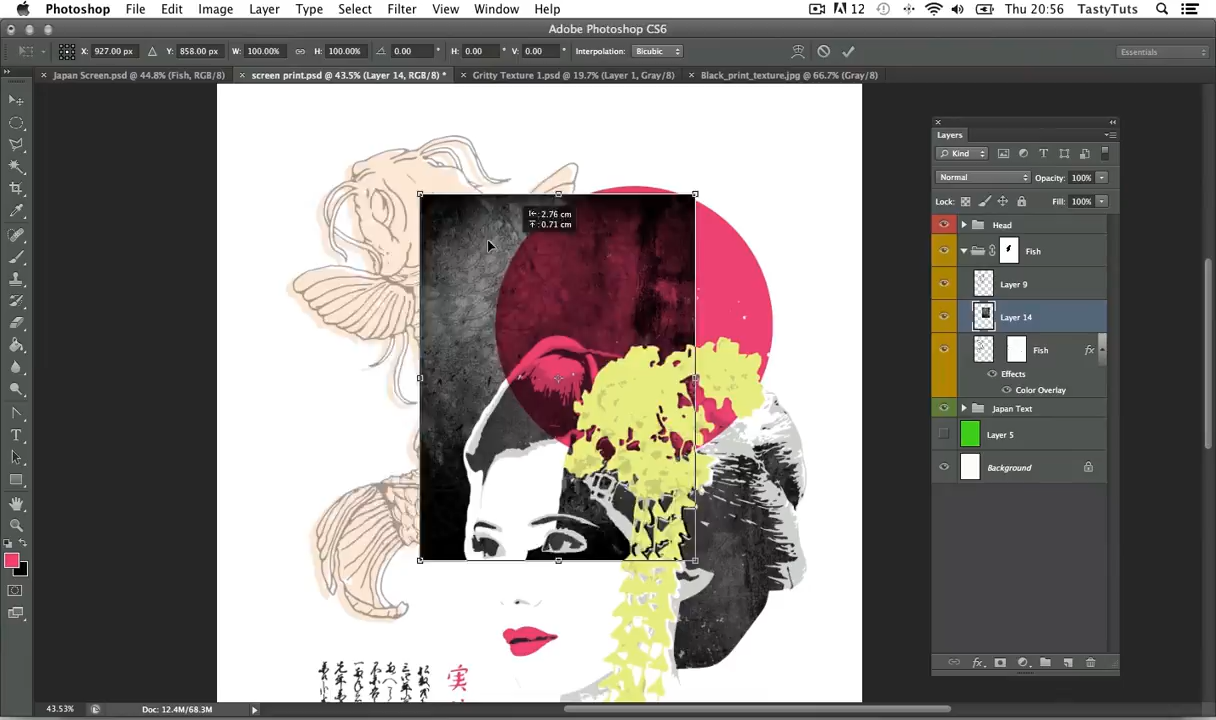 Photoshop File Edit Image Layer Type Select Filter View Window Help 12 Thu 20:56 TastyTuts
Adobe Photoshop CS6
X: 927.00 px Y: 858.00 px W: 100.00% H: 100.00% 0.00 ° H: 0.00 ° V: 0.00 ° Interpolation: Bicubic Essentials
× Japan Screen.psd @ 44.8% (Fish, RGB/8) × screen print.psd @ 43.5% (Layer 14, RGB/8) * × Gritty Texture 1.psd @ 19.7% (Layer 1, Gray/8) × Black_print_texture.jpg @ 66.7% (Gray/8)
Layers
Kind T
Normal Opacity: 100%
Lock: Fill: 100%
: 2.76 cm
: 0.71 cm
Head
Fish
Layer 9
Layer 14
Fish fx
Effects
Color Overlay
Japan Text
Layer 5
Background
実
fx
43.53% Doc: 12.4M/68.3M